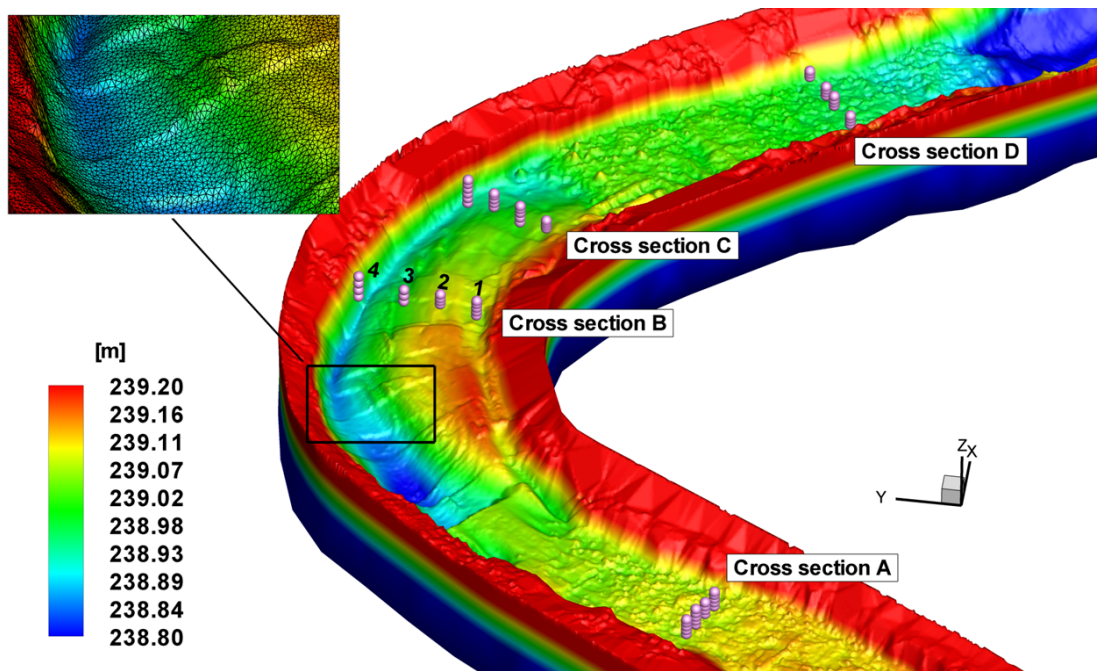 Cross section D
Cross section C
4 3 2 1
Cross section B
[m]
239.20
239.16
239.11
239.07
239.02
238.98
238.93
238.89
238.84
238.80
Z X
Y
Cross section A